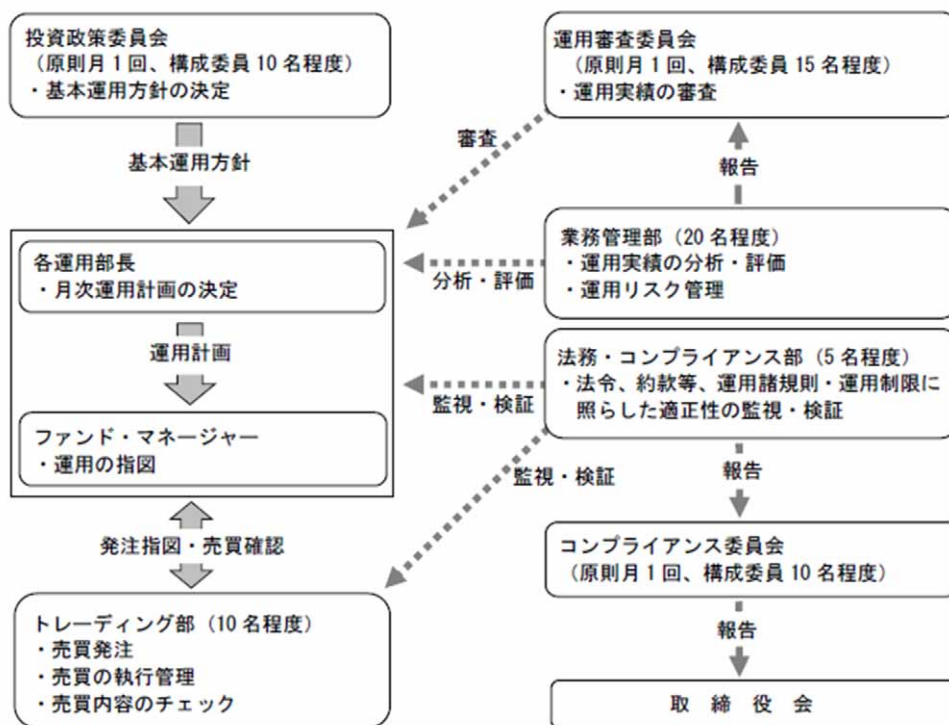 投資政策委員会
（原則月1回、構成委員10名程度）
・基本運用方針の決定
基本運用方針
各運用部長
・月次運用計画の決定
運用計画
ファンド・マネージャー
・運用の指図
発注指図・売買確認
トレーディング部（10名程度）
・売買発注
・売買の執行管理
・売買内容のチェック
運用審査委員会
（原則月1回、構成委員15名程度）
・運用実績の審査
審査
報告
業務管理部（20名程度）
・運用実績の分析・評価
・運用リスク管理
分析・評価
法務・コンプライアンス部（5名程度）
・法令、約款等、運用諸規則・運用制限に
照らした適正性の監視・検証
監視・検証
監視・検証
報告
コンプライアンス委員会
（原則月1回、構成委員10名程度）
報告
取 締 役 会